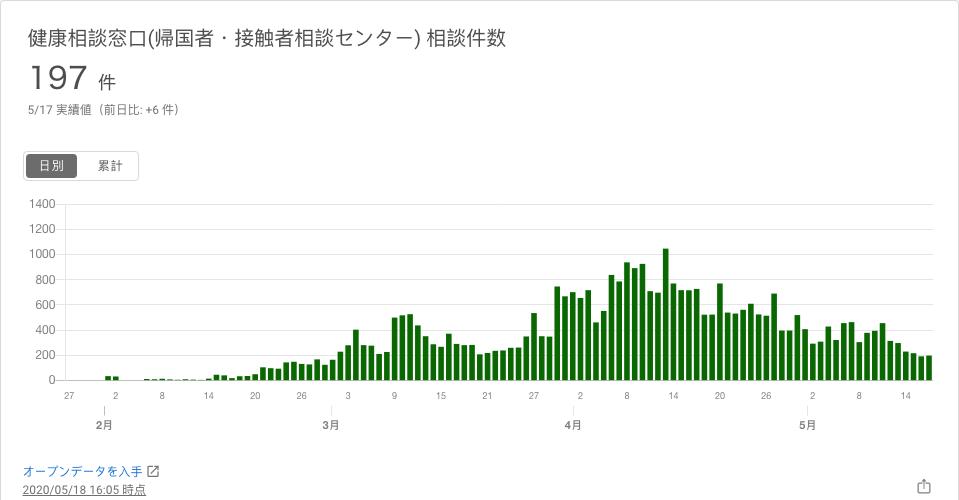 健康相談窓口(帰国者・接触者相談センター) 相談件数
197 件
5/17 実績値（前日比: +6 件）
日別 累計
1400
1200
1000
800
600
400
200
0
27 2 8 14 20 26 3 9 15 21 27 2 8 14 20 26 2 8 14
2月 3月 4月 5月
オープンデータを入手
2020/05/18 16:05 時点